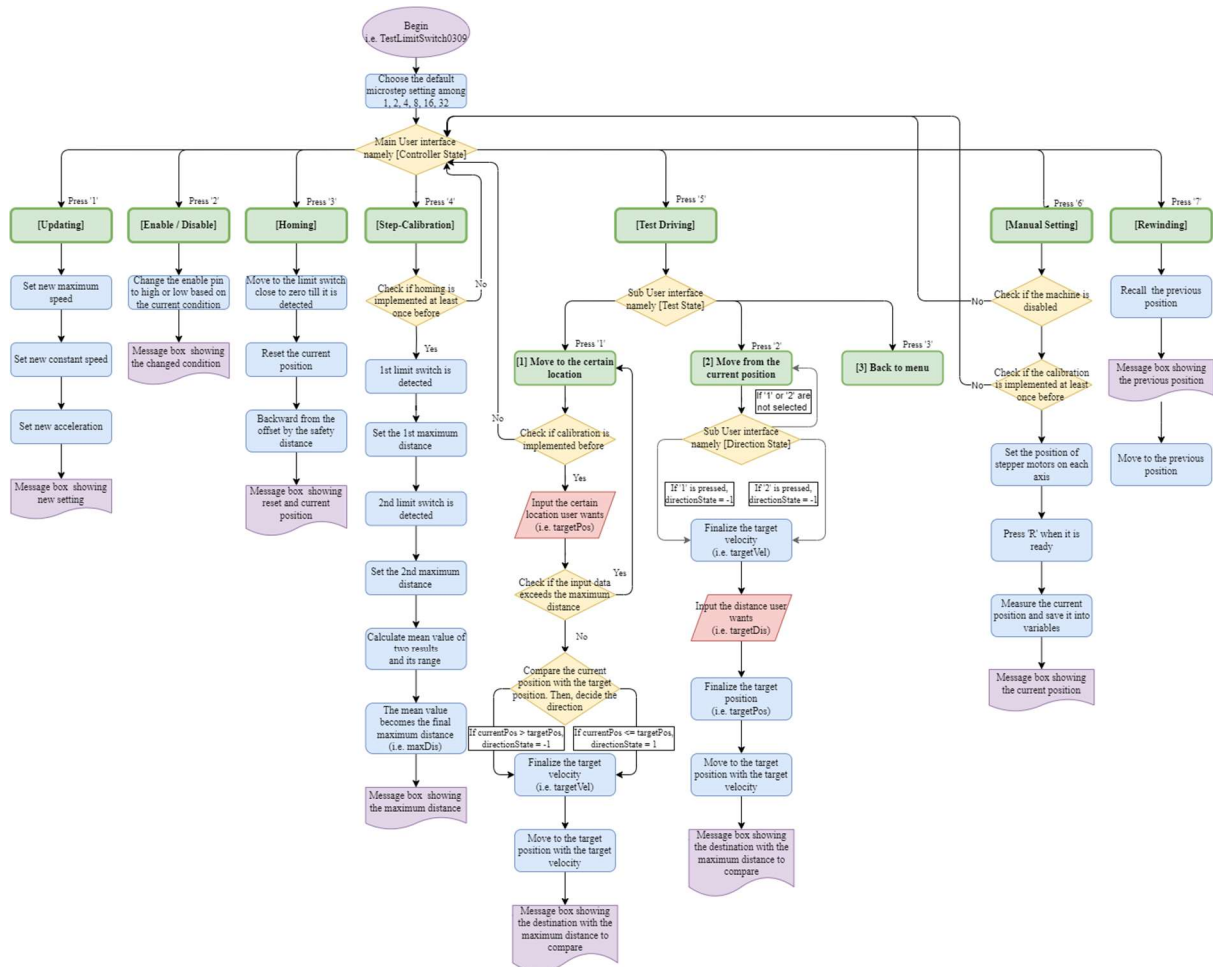 Begin
i.e. TestLimitSwitch0309
Choose the default
microstep setting among
1, 2, 4, 8, 16, 32
Main User interface
namely [Controller State]
Press '1'
[Updating]
Set new maximum
speed
Set new constant speed
Set new acceleration
Message box showing
new setting
Press '2'
[Enable / Disable]
Change the enable pin
to high or low based on
the current condition
Message box showing
the changed condition
Press '3'
[Homing]
Move to the limit switch
close to zero till it is
detected
Reset the current
position
Backward from the
offset by the safety
distance
Message box showing
reset and current
position
Press '4'
[Step-Calibration]
Check if homing is
implemented at least
once before
No
Yes
1st limit switch is
detected
Set the 1st maximum
distance
2nd limit switch is
detected
Set the 2nd maximum
distance
Calculate mean value of
two results
and its range
The mean value
becomes the final
maximum distance
(i.e. maxDis)
Message box showing
the maximum distance
Press '5'
[Test Driving]
Sub User interface
namely [Test State]
Press '1'
[1] Move to the certain
location
Check if calibration is
implemented before
No
Yes
Input the certain
location user wants
(i.e. targetPos)
Check if the input data
exceeds the maximum
distance
Yes
No
Compare the current
position with the target
position. Then, decide the
direction
If currentPos > targetPos,
directionState = -1
If currentPos <= targetPos,
directionState = 1
Finalize the target
velocity
(i.e. targetVel)
Move to the target
position with the target
velocity
Message box showing
the destination with the
maximum distance to
compare
Press '2'
[2] Move from the
current position
If '1' or '2' are
not selected
Sub User interface
namely [Direction State]
If '1' is pressed,
directionState = -1
If '2' is pressed,
directionState = -1
Finalize the target
velocity
(i.e. targetVel)
Input the distance user
wants
(i.e. targetDis)
Finalize the target
position
(i.e. targetPos)
Move to the target
position with the target
velocity
Message box showing
the destination with the
maximum distance to
compare
Press '3'
[3] Back to menu
Press '6'
[Manual Setting]
Check if the machine is
disabled
No
Check if the calibration
is implemented at least
once before
No
Set the position of
stepper motors on each
axis
Press 'R' when it is
ready
Measure the current
position and save it into
variables
Message box showing
the current position
Press '7'
[Rewinding]
Recall the previous
position
Message box showing
the previous position
Move to the previous
position